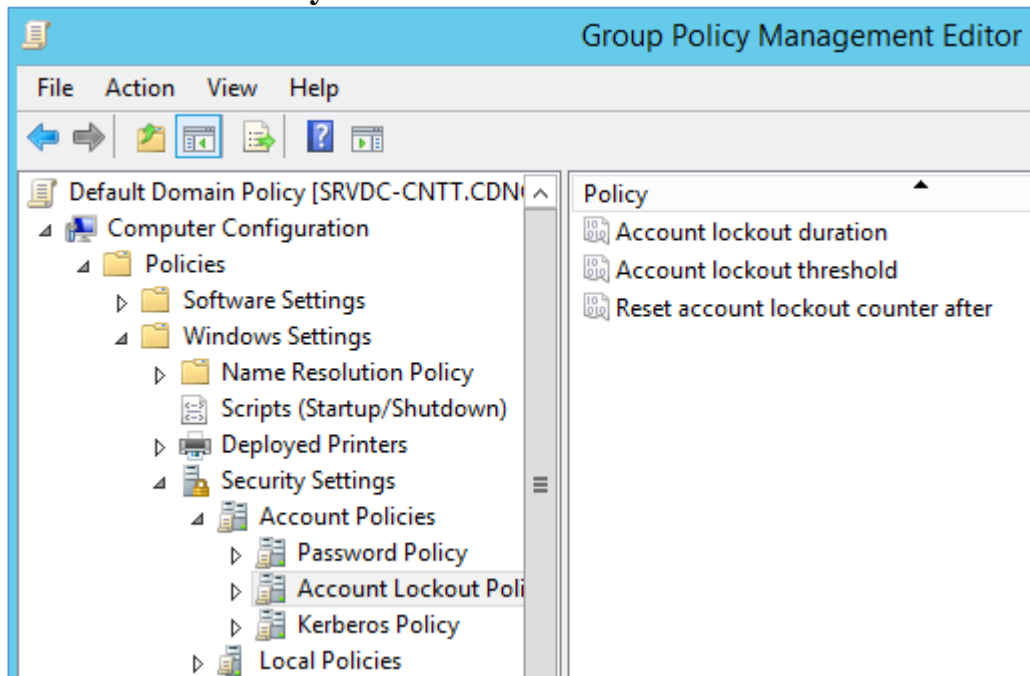 Group Policy Management Editor
File Action View Help
Default Domain Policy [SRVDC-CNTT.CDN
Policy
Computer Configuration
Account lockout duration
Policies
Account lockout threshold
Software Settings
Reset account lockout counter after
Windows Settings
Name Resolution Policy
Scripts (Startup/Shutdown)
Deployed Printers
Security Settings
Account Policies
Password Policy
Account Lockout Poli
Kerberos Policy
Local Policies